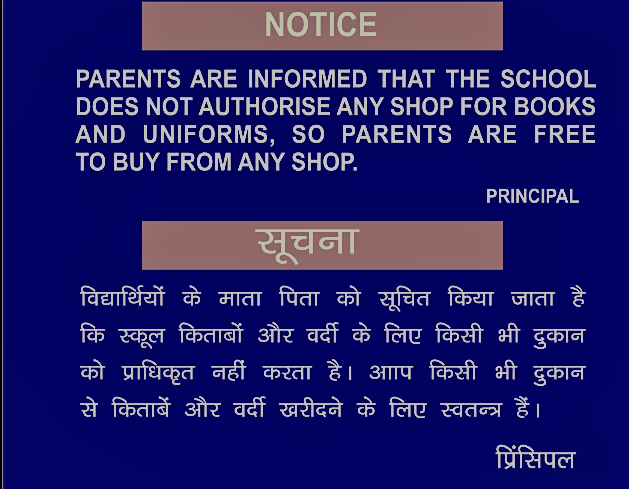 NOTICE
PARENTS ARE INFORMED THAT THE SCHOOL
DOES NOT AUTHORISE ANY SHOP FOR BOOKS
AND UNIFORMS, SO PARENTS ARE FREE
TO BUY FROM ANY SHOP.
PRINCIPAL
सूचना
विद्यार्थियों के माता पिता को सूचित किया जाता है
कि स्कूल किताबों और वर्दी के लिए किसी भी दुकान
को प्राधिकृत नहीं करता है। आाप किसी भी दुकान
से किताबें और वर्दी खरीदने के लिए स्वतन्त्र हैं।
प्रिंसिपल